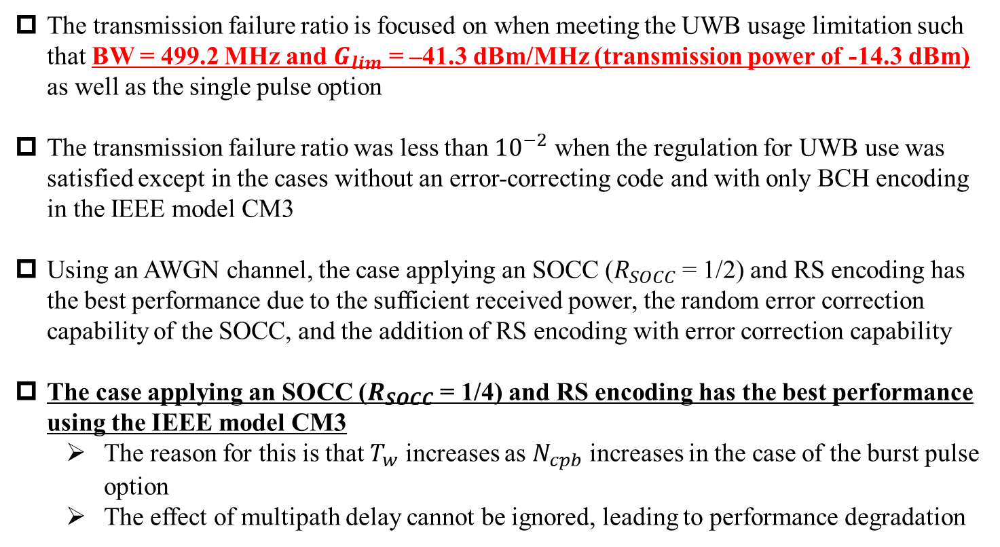 The transmission failure ratio is focused on when meeting the UWB usage limitation such
that BW = 499.2 MHz and G_lim = –41.3 dBm/MHz (transmission power of -14.3 dBm)
as well as the single pulse option
The transmission failure ratio was less than 10⁻² when the regulation for UWB use was
satisfied except in the cases without an error-correcting code and with only BCH encoding
in the IEEE model CM3
Using an AWGN channel, the case applying an SOCC (R_SOCC = 1/2) and RS encoding has
the best performance due to the sufficient received power, the random error correction
capability of the SOCC, and the addition of RS encoding with error correction capability
The case applying an SOCC (R_SOCC = 1/4) and RS encoding has the best performance
using the IEEE model CM3
The reason for this is that T_w increases as N_cpb increases in the case of the burst pulse
option
The effect of multipath delay cannot be ignored, leading to performance degradation